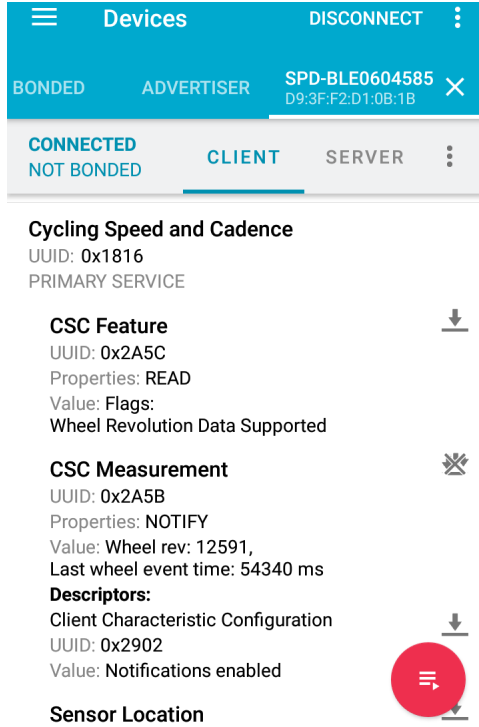 Devices
DISCONNECT
BONDED
ADVERTISER
SPD-BLE0604585
D9:3F:F2:D1:0B:1B
CONNECTED
NOT BONDED
CLIENT
SERVER
Cycling Speed and Cadence
UUID: 0x1816
PRIMARY SERVICE
CSC Feature
UUID: 0x2A5C
Properties: READ
Value: Flags:
Wheel Revolution Data Supported
CSC Measurement
UUID: 0x2A5B
Properties: NOTIFY
Value: Wheel rev: 12591,
Last wheel event time: 54340 ms
Descriptors:
Client Characteristic Configuration
UUID: 0x2902
Value: Notifications enabled
Sensor Location